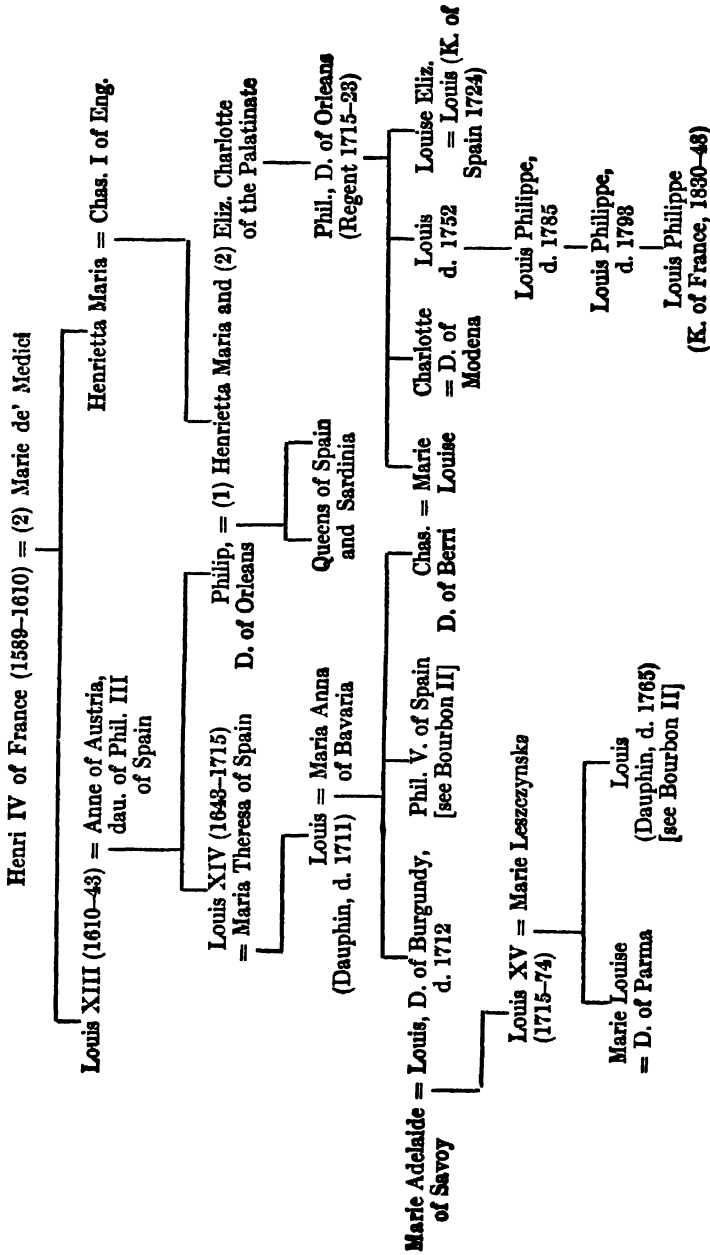 Henri IV of France (1589–1610) = (2) Marie de' Medici
Louis XIII (1610–43) = Anne of Austria,
dau. of Phil. III
of Spain
Henrietta Maria = Chas. I of Eng.
Louis XIV (1643–1715)
= Maria Theresa of Spain
Philip, = (1) Henrietta Maria and (2) Eliz. Charlotte
D. of Orleans
of the Palatinate
Louis = Maria Anna
(Dauphin, d. 1711)
of Bavaria
Queens of Spain
and Sardinia
Phil., D. of Orleans
(Regent 1715–23)
Marie Adelaide = Louis, D. of Burgundy,
of Savoy
d. 1712
Phil. V. of Spain
[see Bourbon II]
Chas. = Marie
D. of Berri
Louise
Charlotte
= D. of
Modena
Louis
d. 1752
Louise Eliz.
= Louis (K. of
Spain 1724)
Louis XV = Marie Leszczynska
(1715–74)
Louis Philippe,
d. 1785
Marie Louise
= D. of Parma
Louis
(Dauphin, d. 1765)
[see Bourbon II]
Louis Philippe,
d. 1793
Louis Philippe
(K. of France, 1830–48)